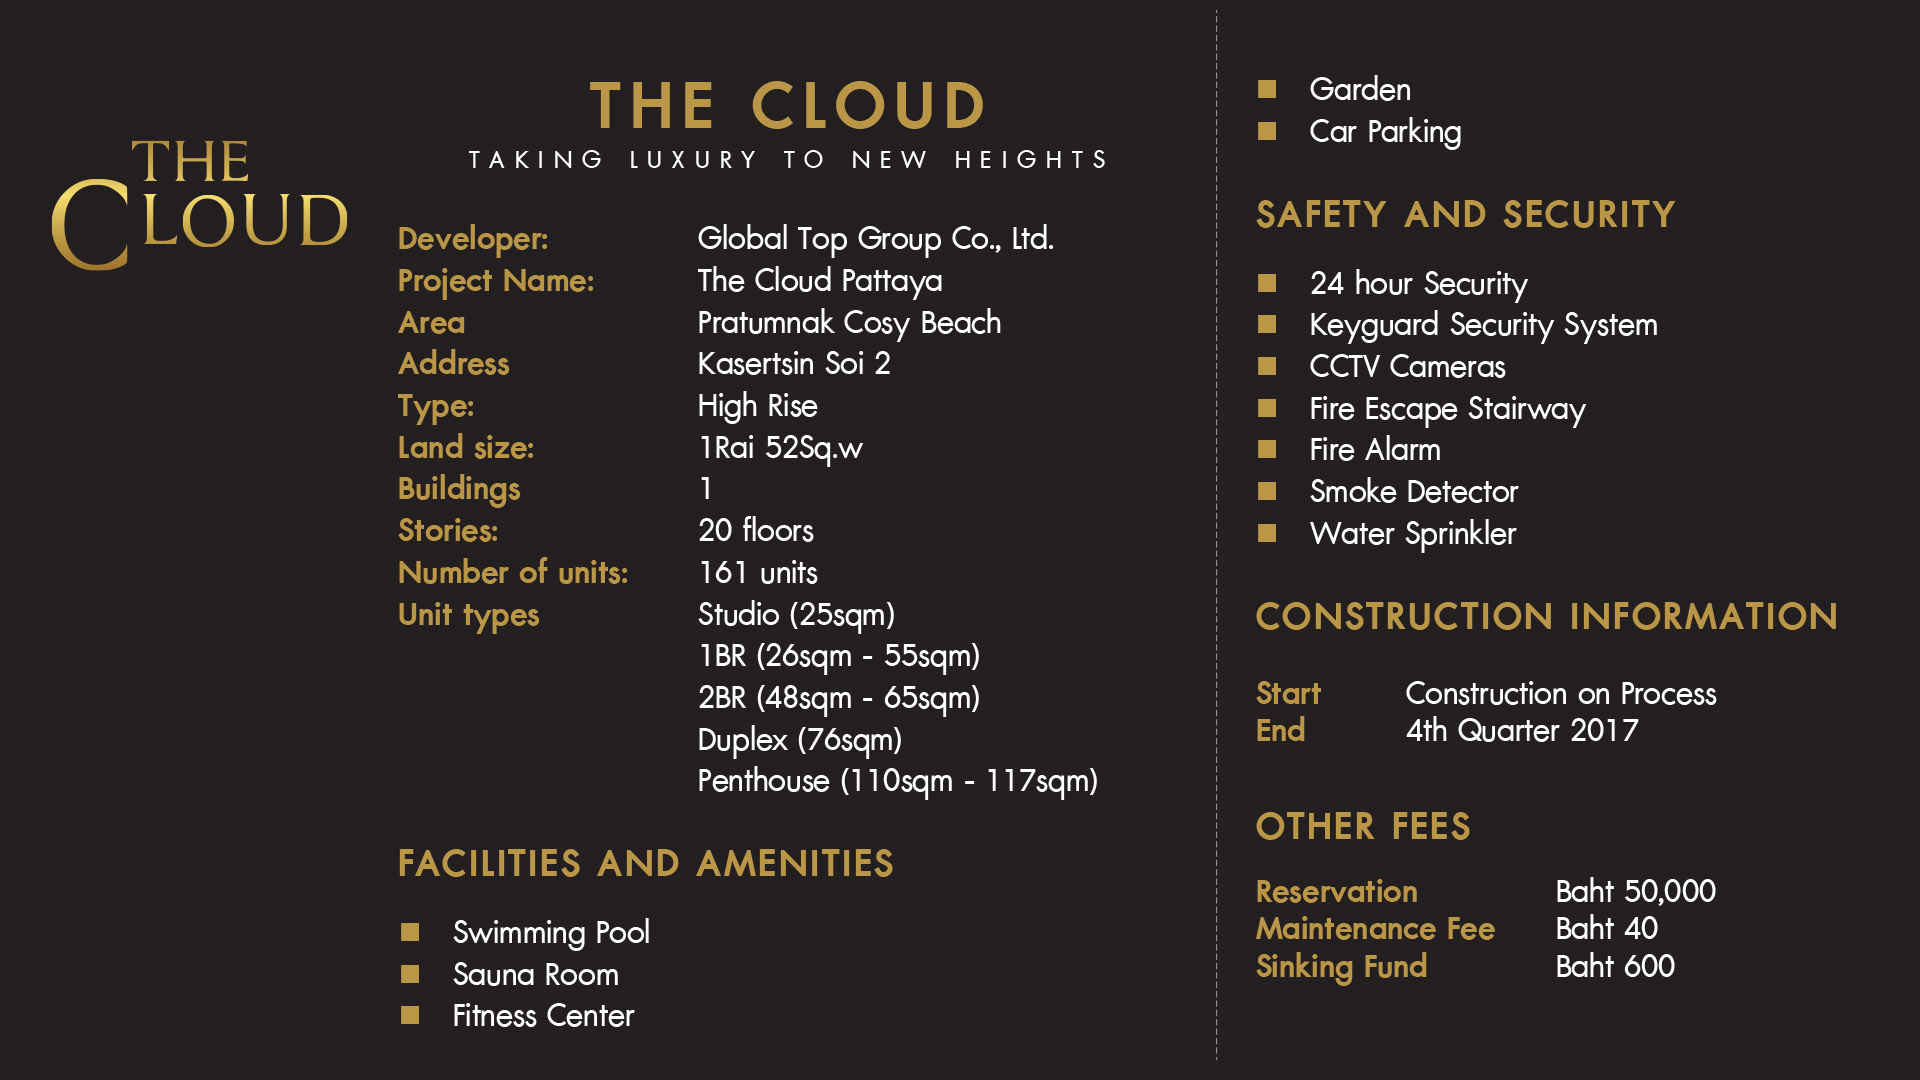 THE
CLOUD
THE CLOUD
TAKING LUXURY TO NEW HEIGHTS
Developer: Global Top Group Co., Ltd.
Project Name: The Cloud Pattaya
Area Pratumnak Cosy Beach
Address Kasertsin Soi 2
Type: High Rise
Land size: 1Rai 52Sq.w
Buildings 1
Stories: 20 floors
Number of units: 161 units
Unit types Studio (25sqm)
1BR (26sqm - 55sqm)
2BR (48sqm - 65sqm)
Duplex (76sqm)
Penthouse (110sqm - 117sqm)
FACILITIES AND AMENITIES
Swimming Pool
Sauna Room
Fitness Center
Garden
Car Parking
SAFETY AND SECURITY
24 hour Security
Keyguard Security System
CCTV Cameras
Fire Escape Stairway
Fire Alarm
Smoke Detector
Water Sprinkler
CONSTRUCTION INFORMATION
Start Construction on Process
End 4th Quarter 2017
OTHER FEES
Reservation Baht 50,000
Maintenance Fee Baht 40
Sinking Fund Baht 600